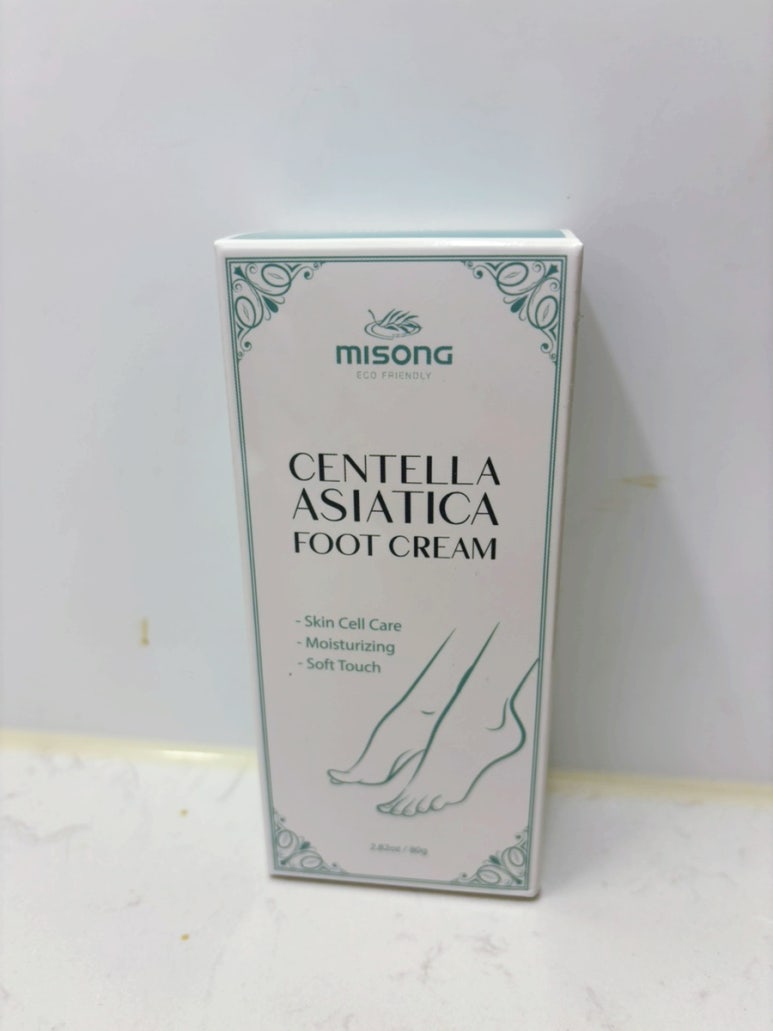 MISONG
ECO FRIENDLY
CENTELLA
ASIATICA
FOOT CREAM
- Skin Cell Care
- Moisturizing
- Soft Touch
2.82oz / 80g